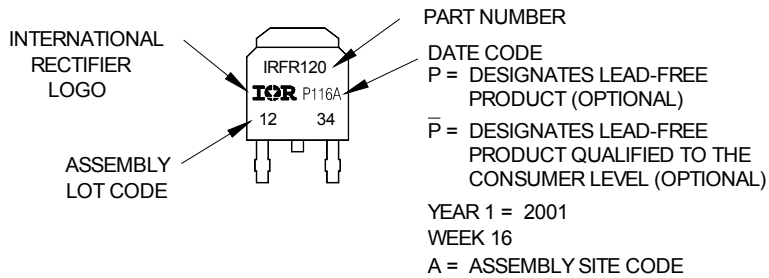 INTERNATIONAL
RECTIFIER
LOGO
ASSEMBLY
LOT CODE
IRFR120
IOR P116A
12 34
PART NUMBER
DATE CODE
P = DESIGNATES LEAD-FREE
PRODUCT (OPTIONAL)
P̅ = DESIGNATES LEAD-FREE
PRODUCT QUALIFIED TO THE
CONSUMER LEVEL (OPTIONAL)
YEAR 1 = 2001
WEEK 16
A = ASSEMBLY SITE CODE